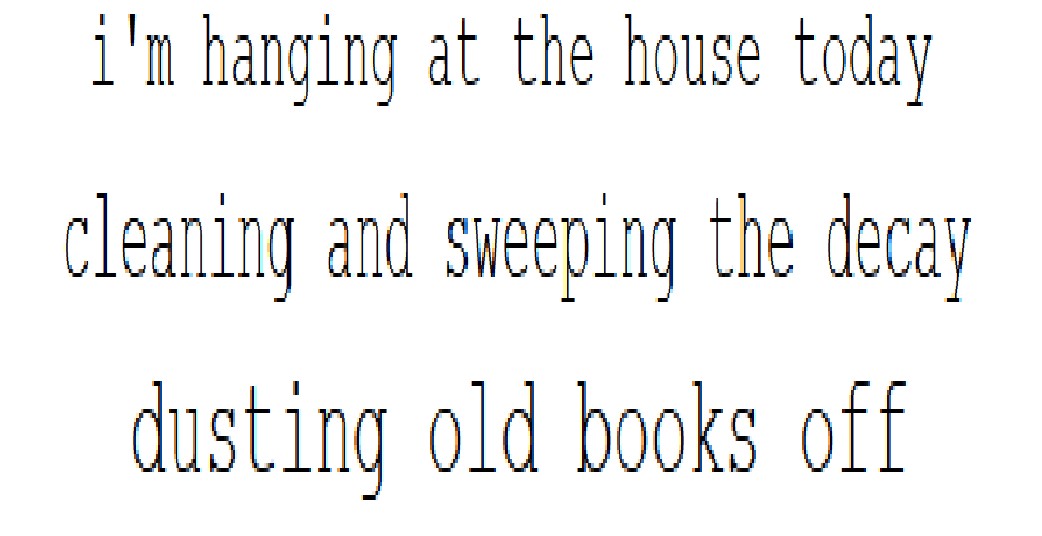 i'm hanging at the house today
cleaning and sweeping the decay
dusting old books off